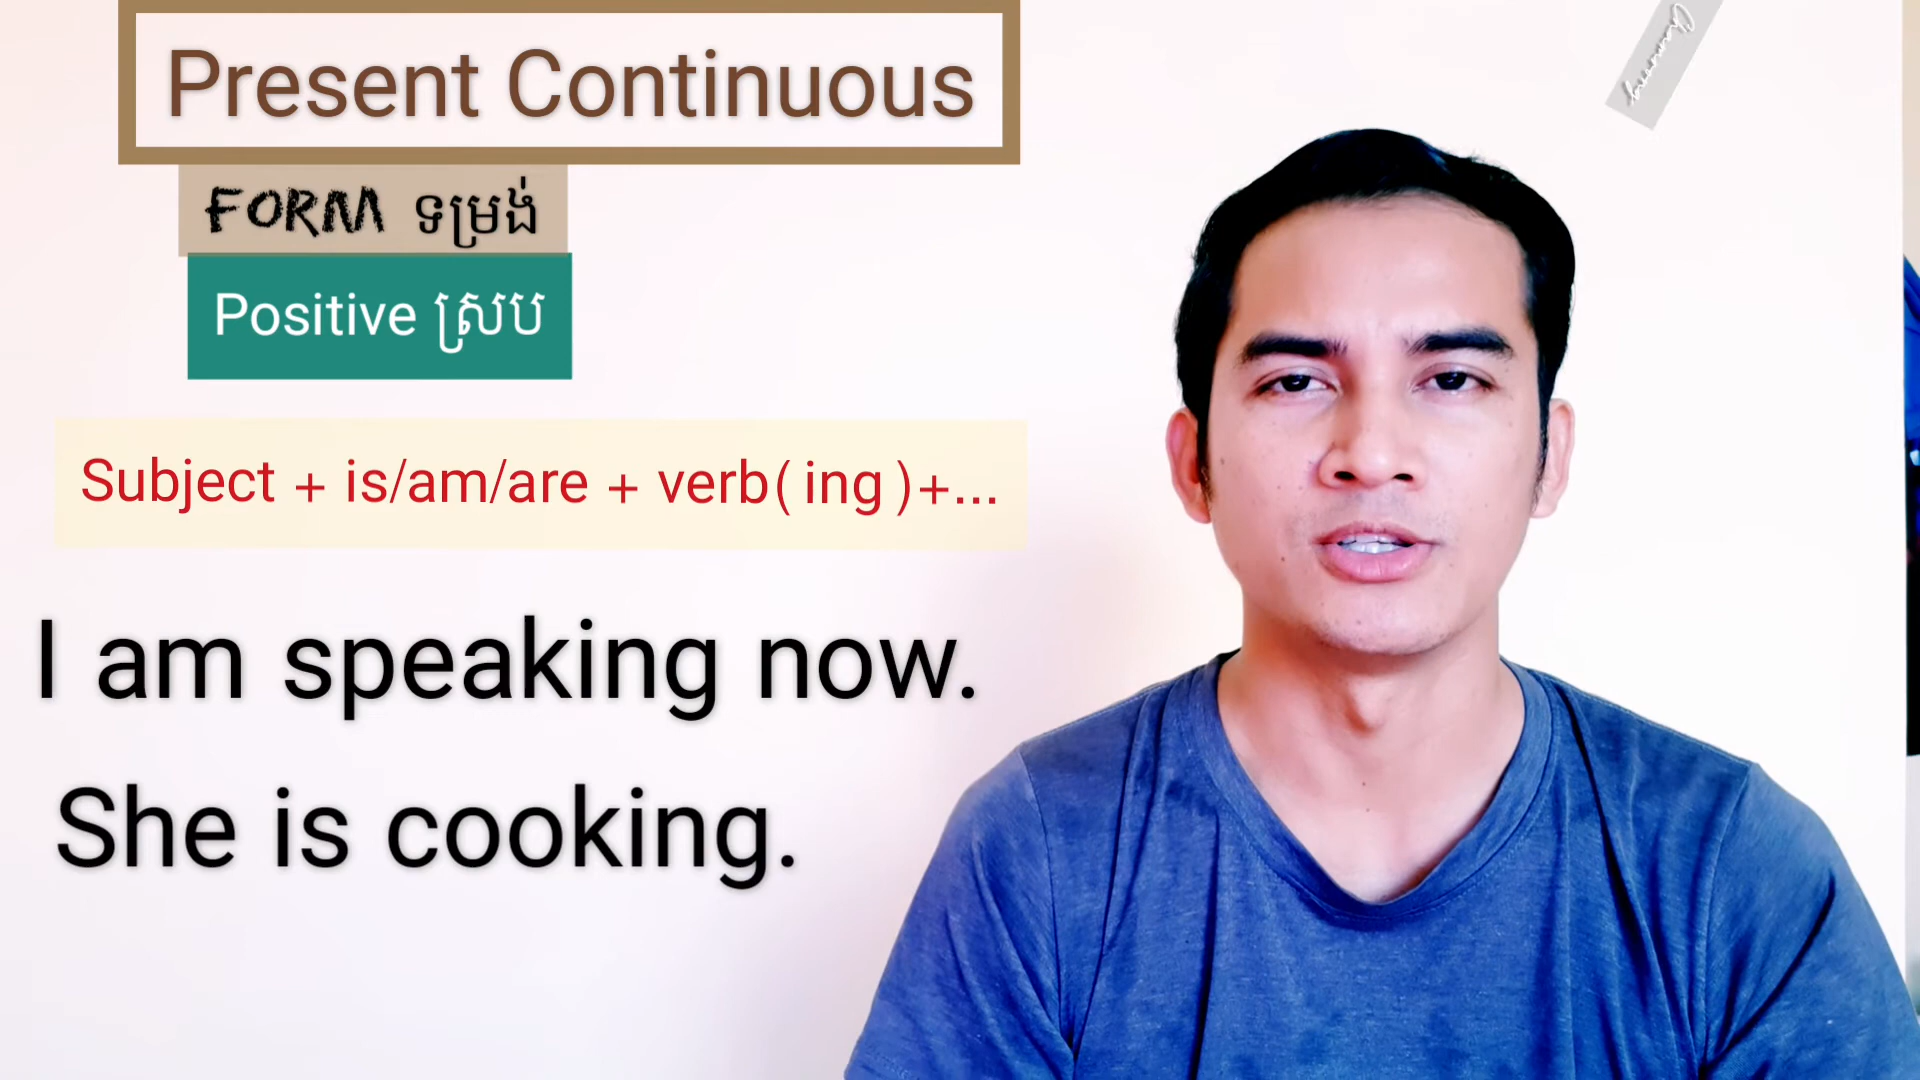 Present Continuous
FORM ទម្រង់
Positive ស្រប
Subject + is/am/are + verb( ing )+...
I am speaking now.
She is cooking.